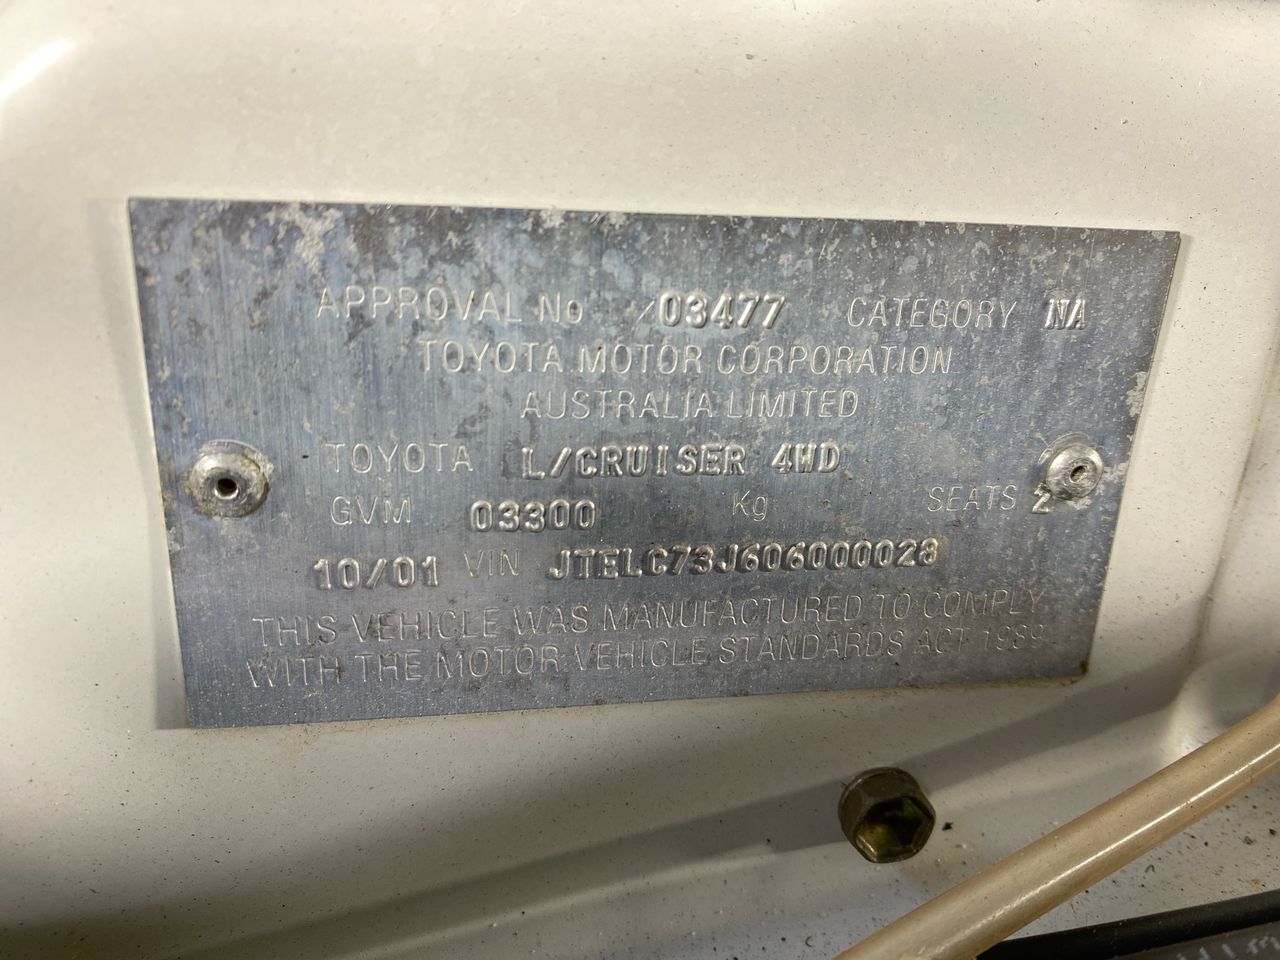 APPROVAL No /03477 CATEGORY NA
TOYOTA MOTOR CORPORATION
AUSTRALIA LIMITED
TOYOTA L/CRUISER 4WD
GVM 03300 Kg SEATS 2
10/01 VIN JTELC73J606000028
THIS VEHICLE WAS MANUFACTURED TO COMPLY
WITH THE MOTOR VEHICLE STANDARDS ACT 1989